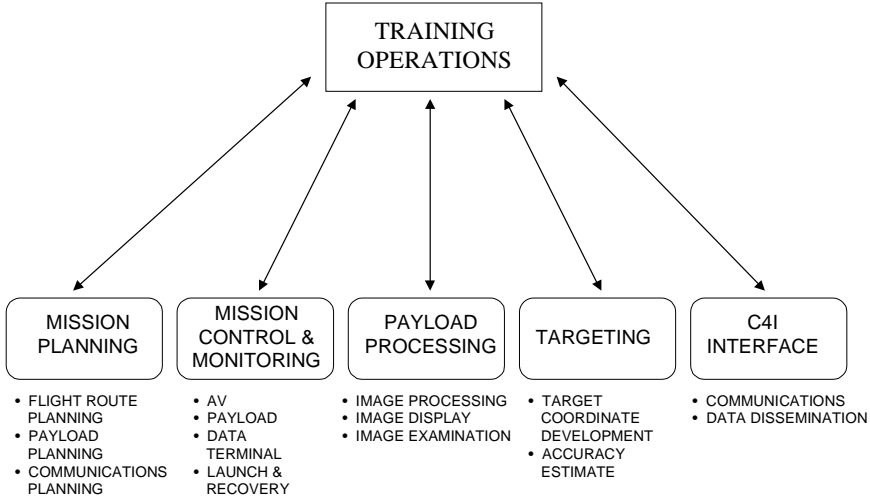 TRAINING
OPERATIONS
MISSION
PLANNING
MISSION
CONTROL &
MONITORING
PAYLOAD
PROCESSING
TARGETING
C4I
INTERFACE
• FLIGHT ROUTE
PLANNING
• PAYLOAD
PLANNING
• COMMUNICATIONS
PLANNING
• AV
• PAYLOAD
• DATA
TERMINAL
• LAUNCH &
RECOVERY
• IMAGE PROCESSING
• IMAGE DISPLAY
• IMAGE EXAMINATION
• TARGET
COORDINATE
DEVELOPMENT
• ACCURACY
ESTIMATE
• COMMUNICATIONS
• DATA DISSEMINATION